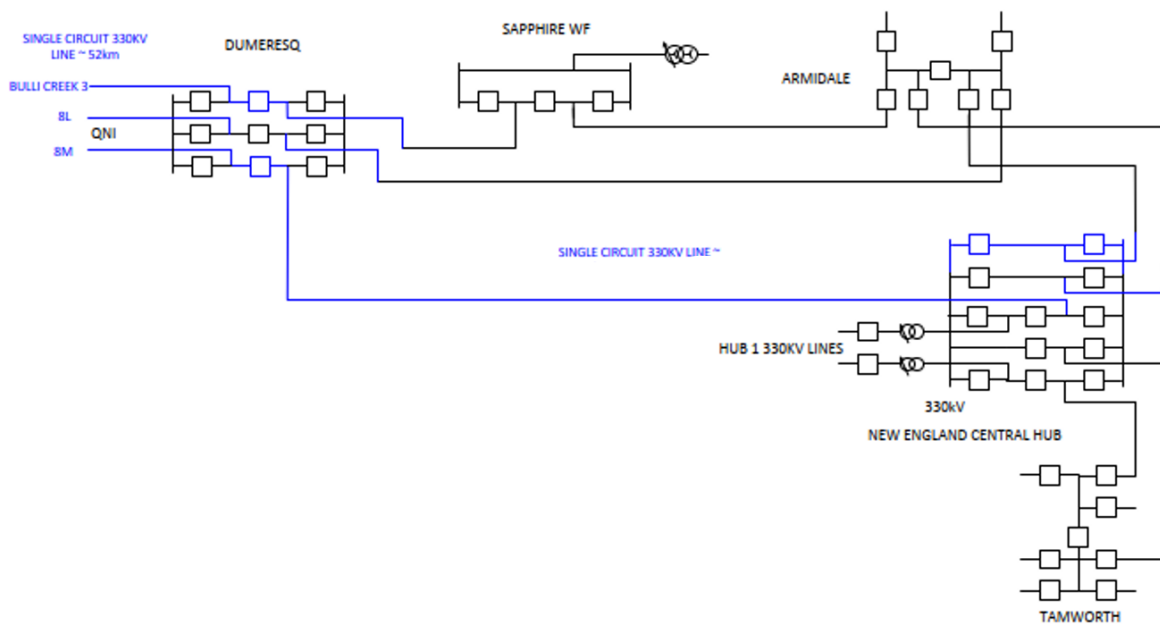 SINGLE CIRCUIT 330KV
LINE ~ 52km
DUMERESQ
SAPPHIRE WF
ARMIDALE
BULLI CREEK 3
8L
QNI
8M
SINGLE CIRCUIT 330KV LINE ~
HUB 1 330KV LINES
330kV
NEW ENGLAND CENTRAL HUB
TAMWORTH